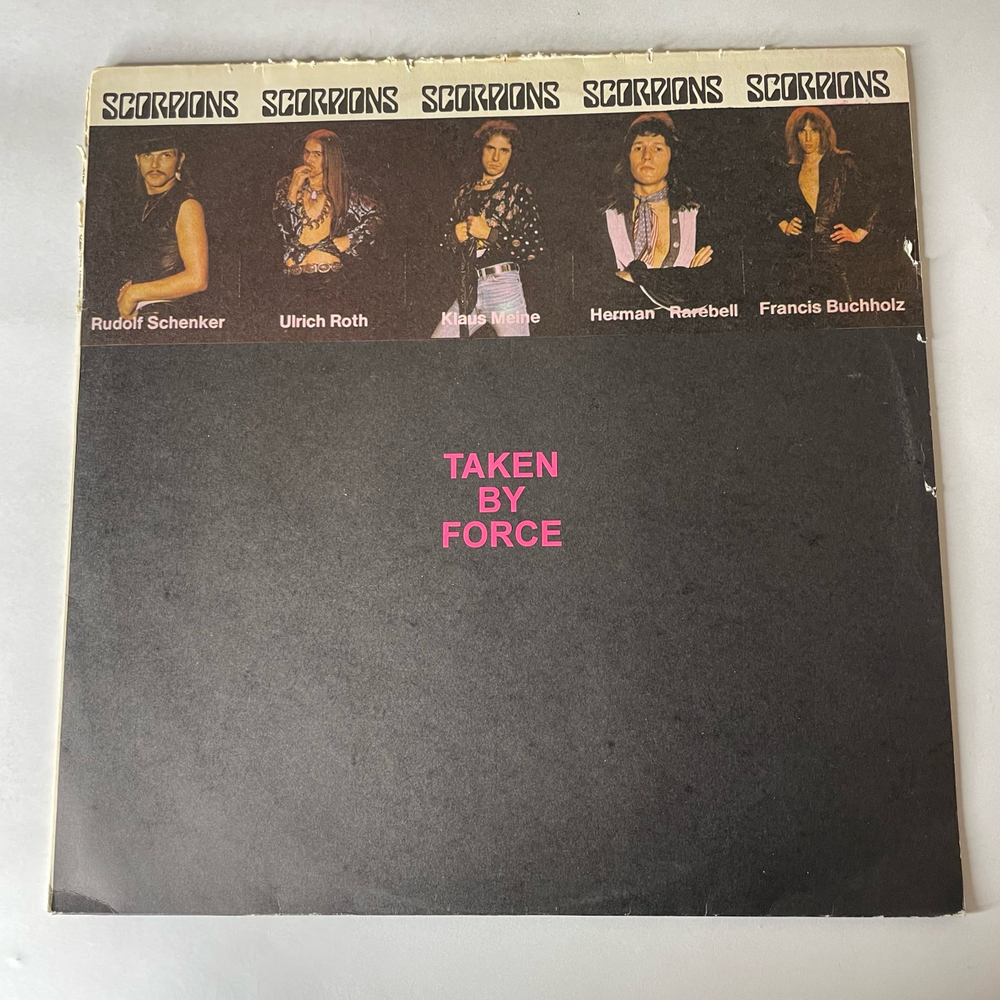 SCORPIONS SCORPIONS SCORPIONS SCORPIONS SCORPIONS
Rudolf Schenker Ulrich Roth Klaus Meine Herman Rarebell Francis Buchholz
TAKEN
BY
FORCE